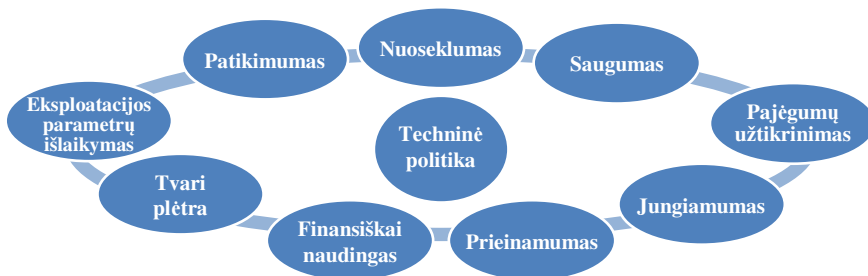 Nuoseklumas
Patikimumas
Saugumas
Eksploatacijos
parametrų
išlaikymas
Pajėgumų
užtikrinimas
Techninė
politika
Tvari
plėtra
Jungiamumas
Finansiškai
naudingas
Prieinamumas